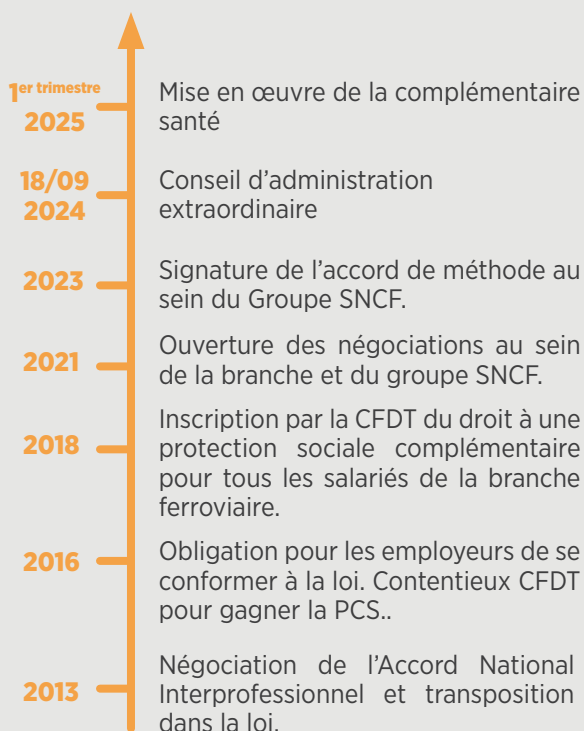 1er trimestre
2025
Mise en œuvre de la complémentaire
santé
18/09
2024
Conseil d’administration
extraordinaire
2023
Signature de l’accord de méthode au
sein du Groupe SNCF.
2021
Ouverture des négociations au sein
de la branche et du groupe SNCF.
2018
Inscription par la CFDT du droit à une
protection sociale complémentaire
pour tous les salariés de la branche
ferroviaire.
2016
Obligation pour les employeurs de se
conformer à la loi. Contentieux CFDT
pour gagner la PCS..
2013
Négociation de l’Accord National
Interprofessionnel et transposition
dans la loi.